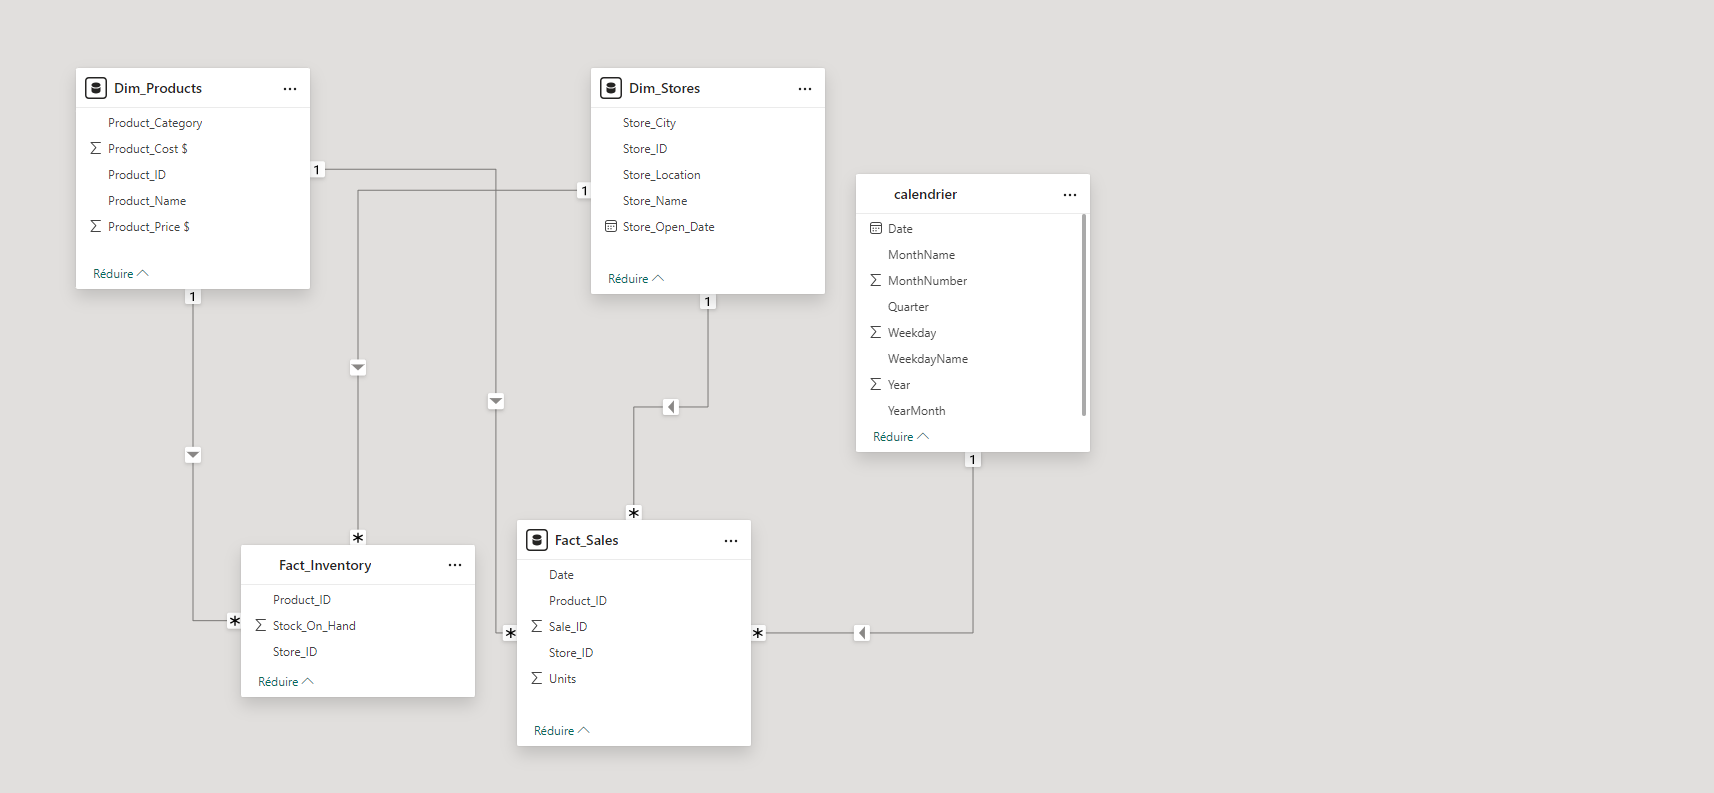 Dim_Products
Product_Category
Product_Cost $
Product_ID
Product_Name
Product_Price $
Réduire
1
1
Dim_Stores
Store_City
Store_ID
Store_Location
Store_Name
Store_Open_Date
Réduire
1
1
calendrier
Date
MonthName
MonthNumber
Quarter
Weekday
WeekdayName
Year
YearMonth
Réduire
1
*
Fact_Inventory
Product_ID
Stock_On_Hand
Store_ID
Réduire
*
*
Fact_Sales
Date
Product_ID
Sale_ID
Store_ID
Units
Réduire
*
*